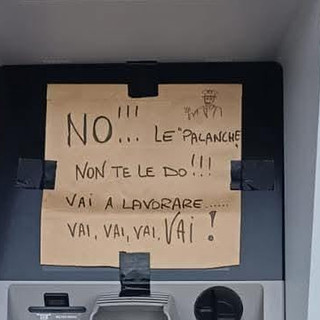 NO!!! LE "PALANCHE
NON TE LE DO!!!
VAI A LAVORARE......
VAI, VAI, VAI. VAI!